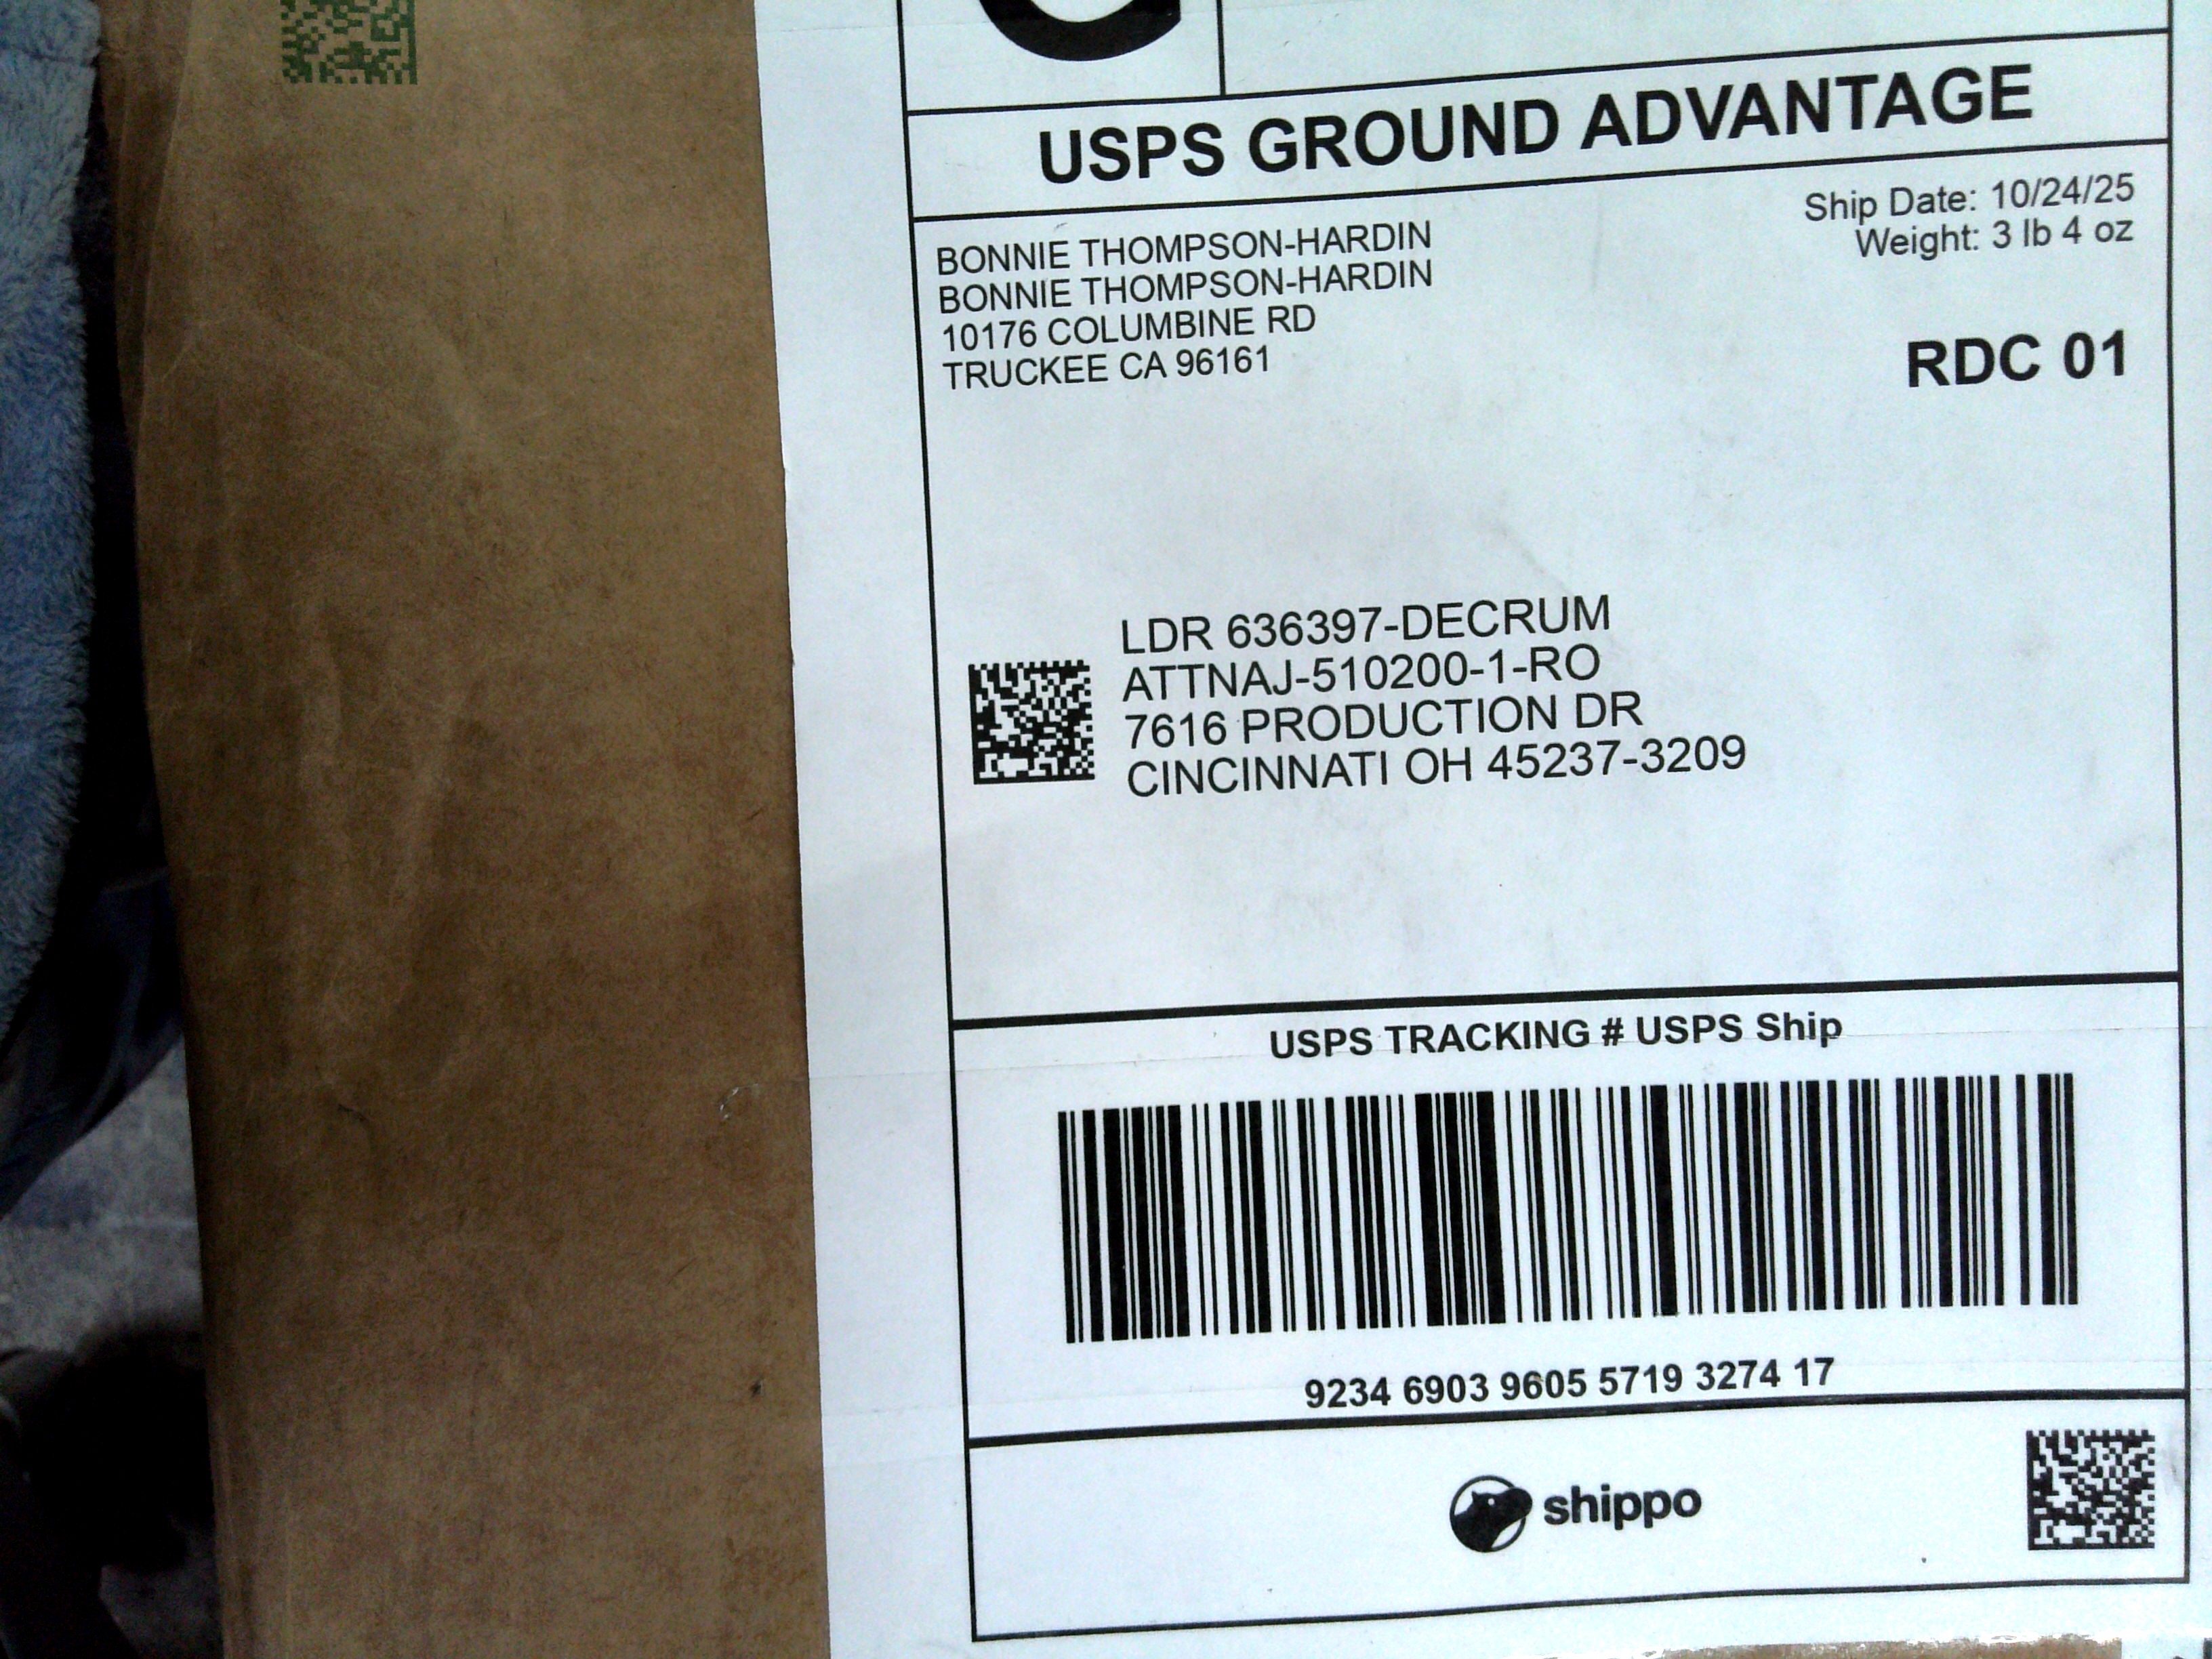 USPS GROUND ADVANTAGE
BONNIE THOMPSON-HARDIN
BONNIE THOMPSON-HARDIN
10176 COLUMBINE RD
TRUCKEE CA 96161
Ship Date: 10/24/25
Weight: 3 lb 4 oz
RDC 01
LDR 636397-DECRUM
ATTNAJ-510200-1-RO
7616 PRODUCTION DR
CINCINNATI OH 45237-3209
USPS TRACKING # USPS Ship
9234 6903 9605 5719 3274 17
shippo